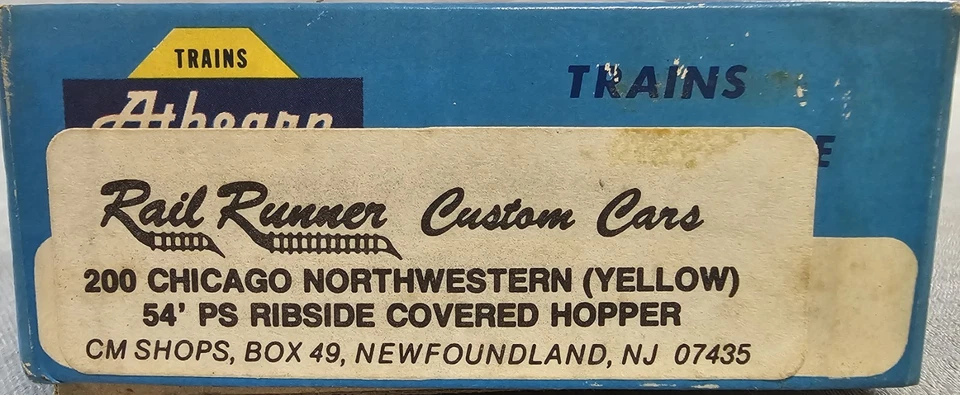 TRAINS
Athearn
TRAINS
Rail Runner Custom Cars
200 CHICAGO NORTHWESTERN (YELLOW)
54' PS RIBSIDE COVERED HOPPER
CM SHOPS, BOX 49, NEWFOUNDLAND, NJ 07435